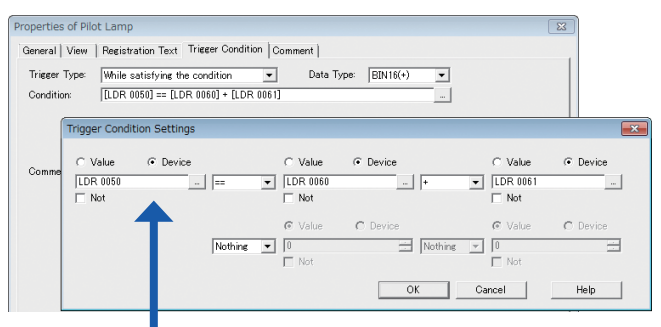 Properties of Pilot Lamp
General View Registration Text Trigger Condition Comment
Trigger Type: While satisfying the condition Data Type: BIN16(+)
Condition: [LDR 0050] == [LDR 0060] + [LDR 0061] ...
Trigger Condition Settings
Comme
Value Device Value Device Value Device
LDR 0050 ... == LDR 0060 ... + LDR 0061 ...
Not Not Not
Value Device Value Device
Nothing 0 Nothing 0
Not Not
OK Cancel Help